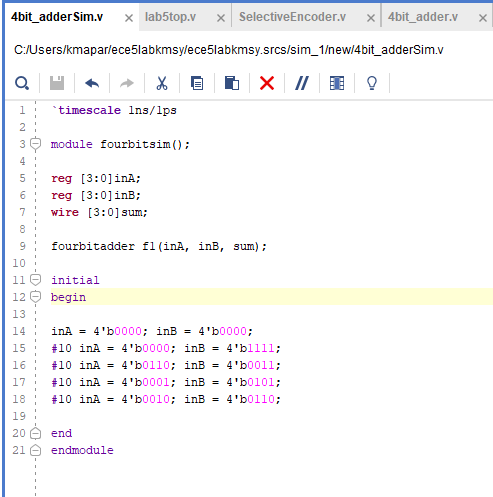 4bit_adderSim.v × lab5top.v × SelectiveEncoder.v × 4bit_adder.v ×
C:/Users/kmapar/ece5labkmsy/ece5labkmsy.srcs/sim_1/new/4bit_adderSim.v
1 `timescale 1ns/1ps
2
3 module fourbitsim();
4
5 reg [3:0]inA;
6 reg [3:0]inB;
7 wire [3:0]sum;
8
9 fourbitadder f1(inA, inB, sum);
10
11 initial
12 begin
13
14 inA = 4'b0000; inB = 4'b0000;
15 #10 inA = 4'b0000; inB = 4'b1111;
16 #10 inA = 4'b0110; inB = 4'b0011;
17 #10 inA = 4'b0001; inB = 4'b0101;
18 #10 inA = 4'b0010; inB = 4'b0110;
19
20 end
21 endmodule